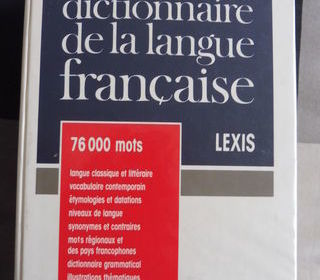 dictionnaire
de la langue
française
76 000 mots
LEXIS
langue classique et littéraire
vocabulaire contemporain
étymologies et datations
niveaux de langue
synonymes et contraires
mots régionaux et
des pays francophones
dictionnaire grammatical
illustrations thématiques